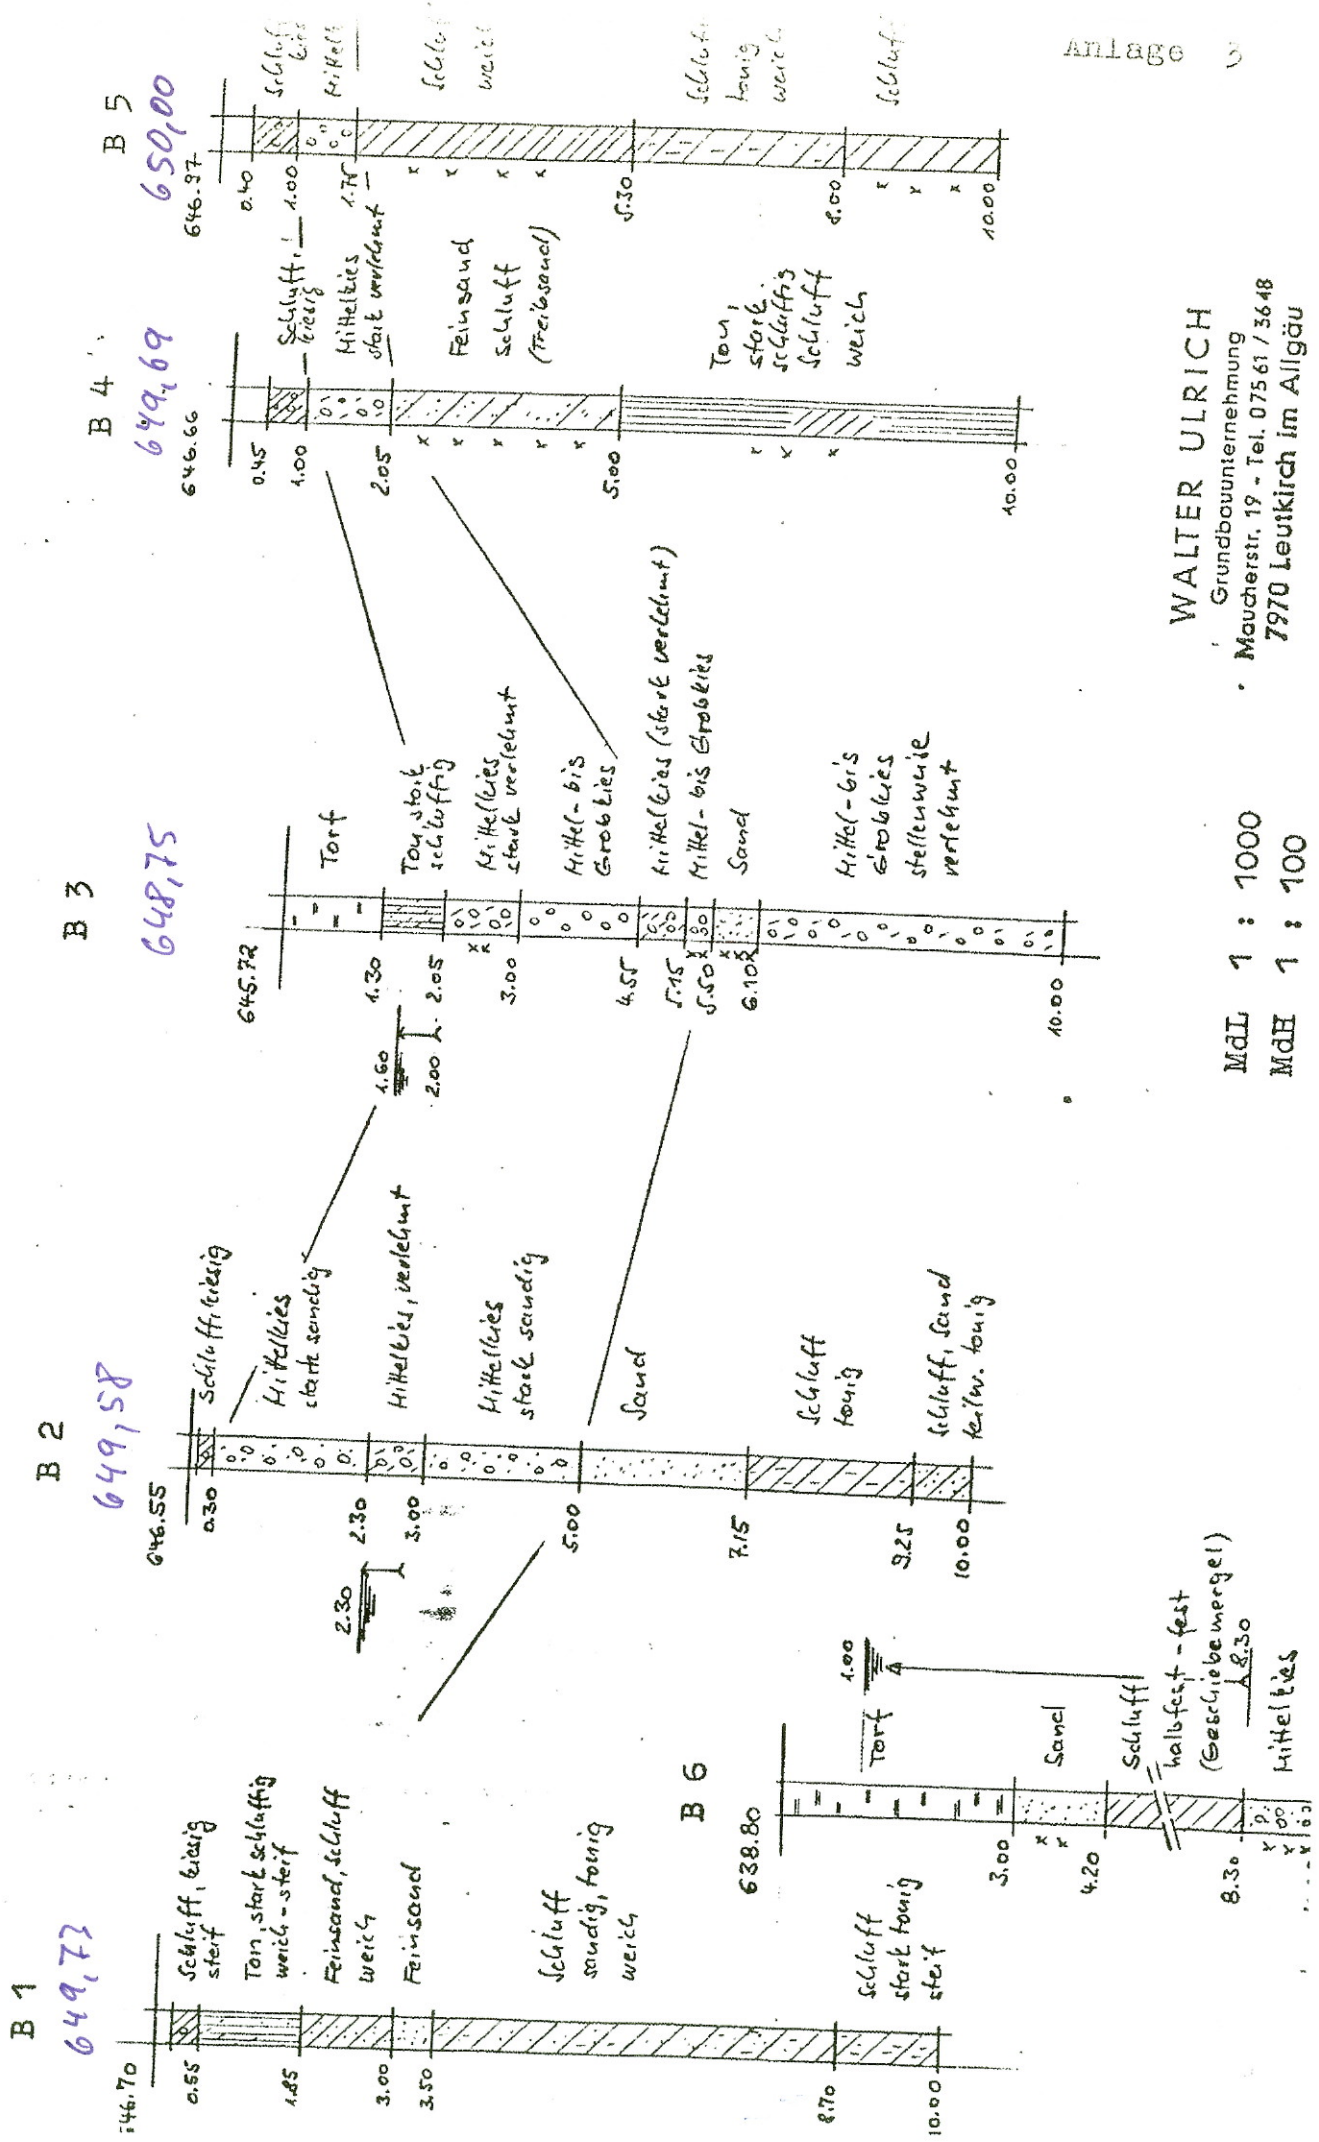 Anlage 3
B 1
649,73
:46.70
0.55
1.85
3.00
3.50
8.70
10.00
Schluff, kiesig
steif
Ton, stark schluffig
weich - steif
Feinsand, Schluff
weich
Feinsand
Schluff
sandig, tonig
weich
Schluff
stark tonig
steif
B 2
649,58
646.55
0.30
2.30
3.00
5.00
7.15
9.25
10.00
2.30
Schluff, kiesig
Mittelkies
stark sandig
Mittelkies, verlehmt
Mittelkies
stark sandig
Sand
Schluff
tonig
Schluff, Sand
teilw. tonig
B 3
648,75
645.72
1.30
2.05
3.00
4.55
5.15
5.50
6.10
10.00
1.60
2.00
Torf
Ton, stark
schluffig
Mittelkies
stark verlehmt
Mittel - bis
Grobkies
Mittelkies (stark verlehmt)
Mittel - bis Grobkies
Sand
Mittel - bis
Grobkies
stellenweise
verlehmt
B 4
649,69
646.66
0.45
1.00
2.05
5.00
10.00
Schluff,
kiesig
Mittelkies
stark verlehmt
Feinsand
Schluff
(Treibsand)
Ton,
stark
schluffig
Schluff
weich
B 5
650,00
646.97
0.40
1.00
1.75
5.30
8.00
10.00
Schluf
kies
Mittelk
Schluf
weich
Schluf
tonig
weich
Schluf
B 6
638.80
3.00
4.20
8.30
1.00
Torf
Sand
Schluff
halbfest - fest
(Geschiebemergel)
8.30
Mittelkies
MdL 1 : 1000
MdH 1 : 100
WALTER ULRICH
Grundbauunternehmung
Maucherstr. 19 - Tel. 07561 / 3648
7970 Leutkirch im Allgäu